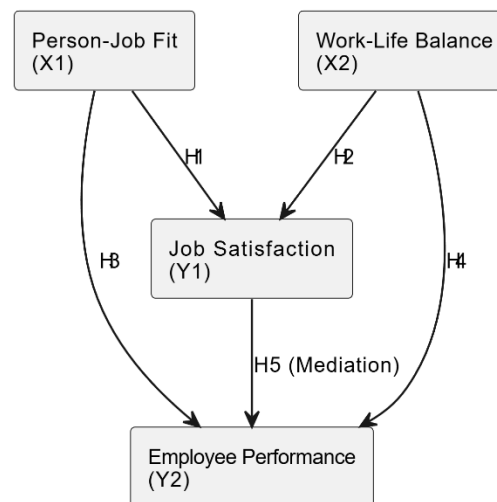 Person-Job Fit
(X1)
Work-Life Balance
(X2)
H1
H2
Job Satisfaction
(Y1)
H3
H4
H5 (Mediation)
Employee Performance
(Y2)